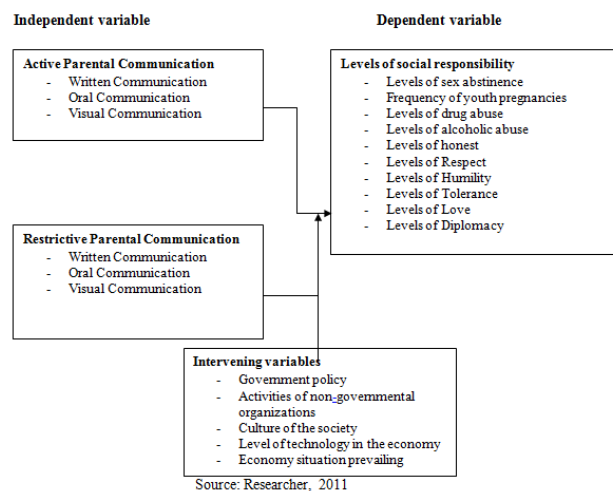 Independent variable
Dependent variable
Active Parental Communication
- Written Communication
- Oral Communication
- Visual Communication
Levels of social responsibility
- Levels of sex abstinence
- Frequency of youth pregnancies
- Levels of drug abuse
- Levels of alcoholic abuse
- Levels of honest
- Levels of Respect
- Levels of Humility
- Levels of Tolerance
- Levels of Love
- Levels of Diplomacy
Restrictive Parental Communication
- Written Communication
- Oral Communication
- Visual Communication
Intervening variables
- Government policy
- Activities of non-governmental
organizations
- Culture of the society
- Level of technology in the economy
- Economy situation prevailing
Source: Researcher, 2011